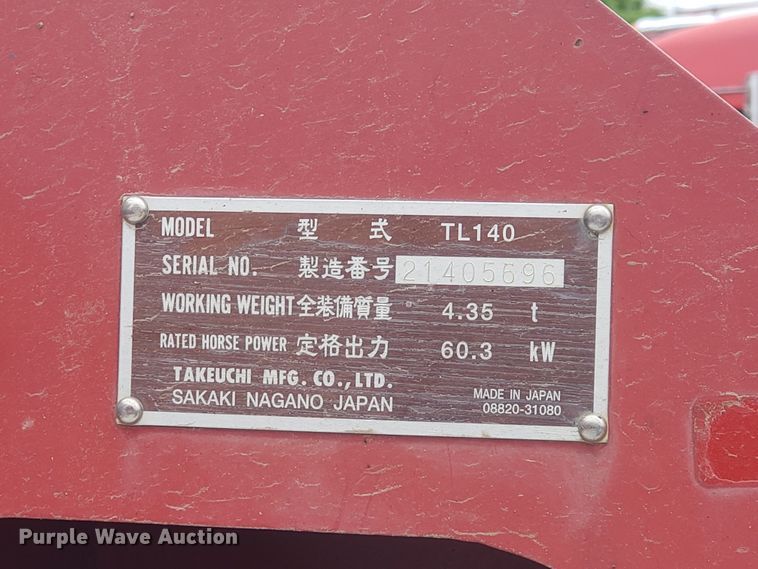 MODEL 型式 TL140
SERIAL NO. 製造番号 21405696
WORKING WEIGHT 全装備質量 4.35 t
RATED HORSE POWER 定格出力 60.3 kW
TAKEUCHI MFG. CO., LTD.
SAKAKI NAGANO JAPAN
MADE IN JAPAN
08820-31080
Purple Wave Auction